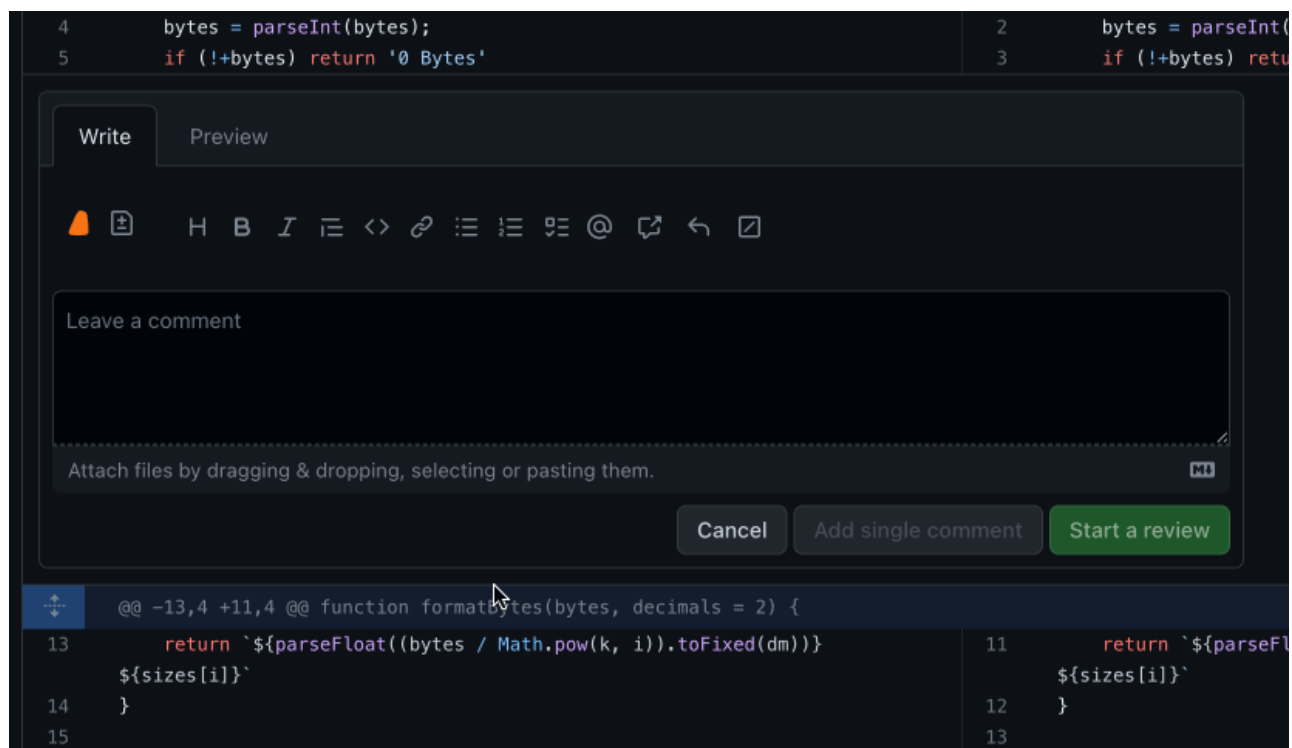 4 bytes = parseInt(bytes); 2 bytes = parseInt(
5 if (!+bytes) return '0 Bytes' 3 if (!+bytes) retu
Write Preview
H B I @
Leave a comment
Attach files by dragging & dropping, selecting or pasting them.
Cancel Add single comment Start a review
@@ −13,4 +11,4 @@ function formatBytes(bytes, decimals = 2) {
13 return `${parseFloat((bytes / Math.pow(k, i)).toFixed(dm))} 11 return `${parseFl
${sizes[i]}` ${sizes[i]}`
14 } 12 }
15 13